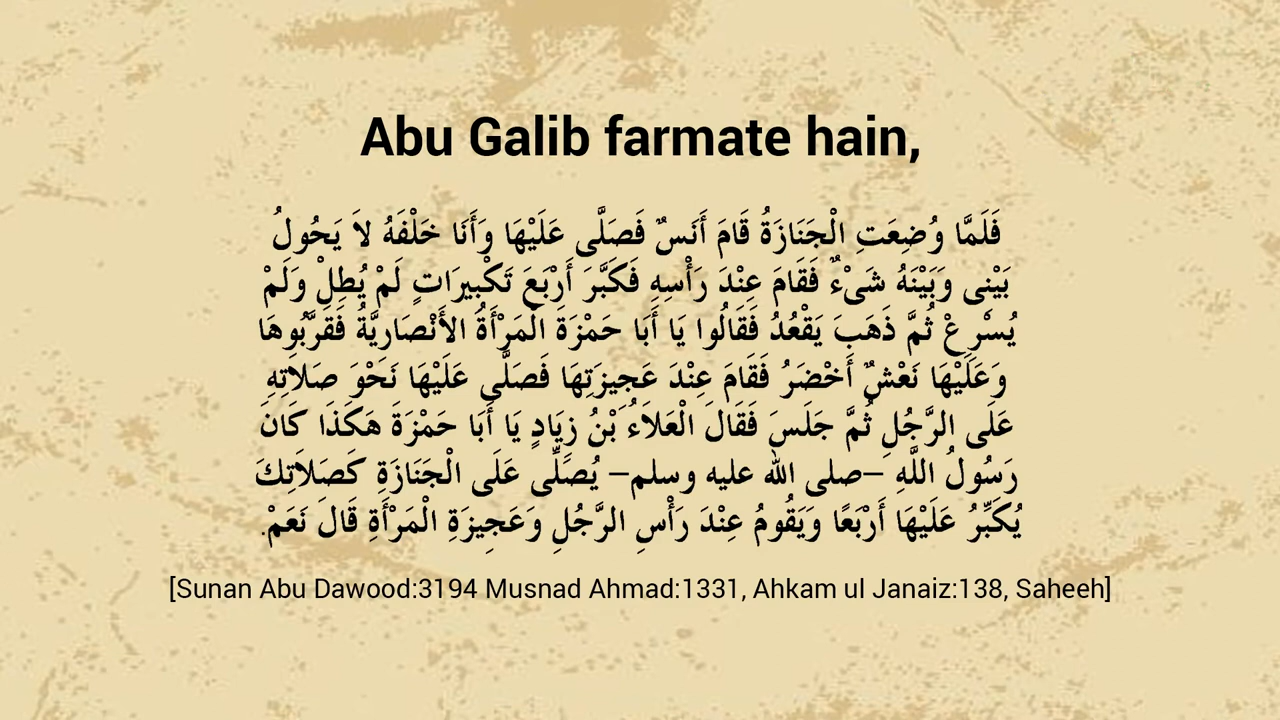 Abu Galib farmate hain,
فَلَمَّا وُضِعَتِ الْجَنَازَةُ قَامَ أَنَسٌ فَصَلَّى عَلَيْهَا وَأَنَا خَلْفَهُ لاَ يَحُولُ
بَيْنِى وَبَيْنَهُ شَىْءٌ فَقَامَ عِنْدَ رَأْسِهِ فَكَبَّرَ أَرْبَعَ تَكْبِيرَاتٍ لَمْ يُطِلْ وَلَمْ
يُسْرِعْ ثُمَّ ذَهَبَ يَقْعُدُ فَقَالُوا يَا أَبَا حَمْزَةَ الْمَرْأَةُ الأَنْصَارِيَّةُ فَقَرَّبُوهَا
وَعَلَيْهَا نَعْشٌ أَخْضَرُ فَقَامَ عِنْدَ عَجِيزَتِهَا فَصَلَّى عَلَيْهَا نَحْوَ صَلاَتِهِ
عَلَى الرَّجُلِ ثُمَّ جَلَسَ فَقَالَ الْعَلاَءُ بْنُ زِيَادٍ يَا أَبَا حَمْزَةَ هَكَذَا كَانَ
رَسُولُ اللَّهِ –صلى الله عليه وسلم– يُصَلِّى عَلَى الْجَنَازَةِ كَصَلاَتِكَ
يُكَبِّرُ عَلَيْهَا أَرْبَعًا وَيَقُومُ عِنْدَ رَأْسِ الرَّجُلِ وَعَجِيزَةِ الْمَرْأَةِ قَالَ نَعَمْ.
[Sunan Abu Dawood:3194 Musnad Ahmad:1331, Ahkam ul Janaiz:138, Saheeh]